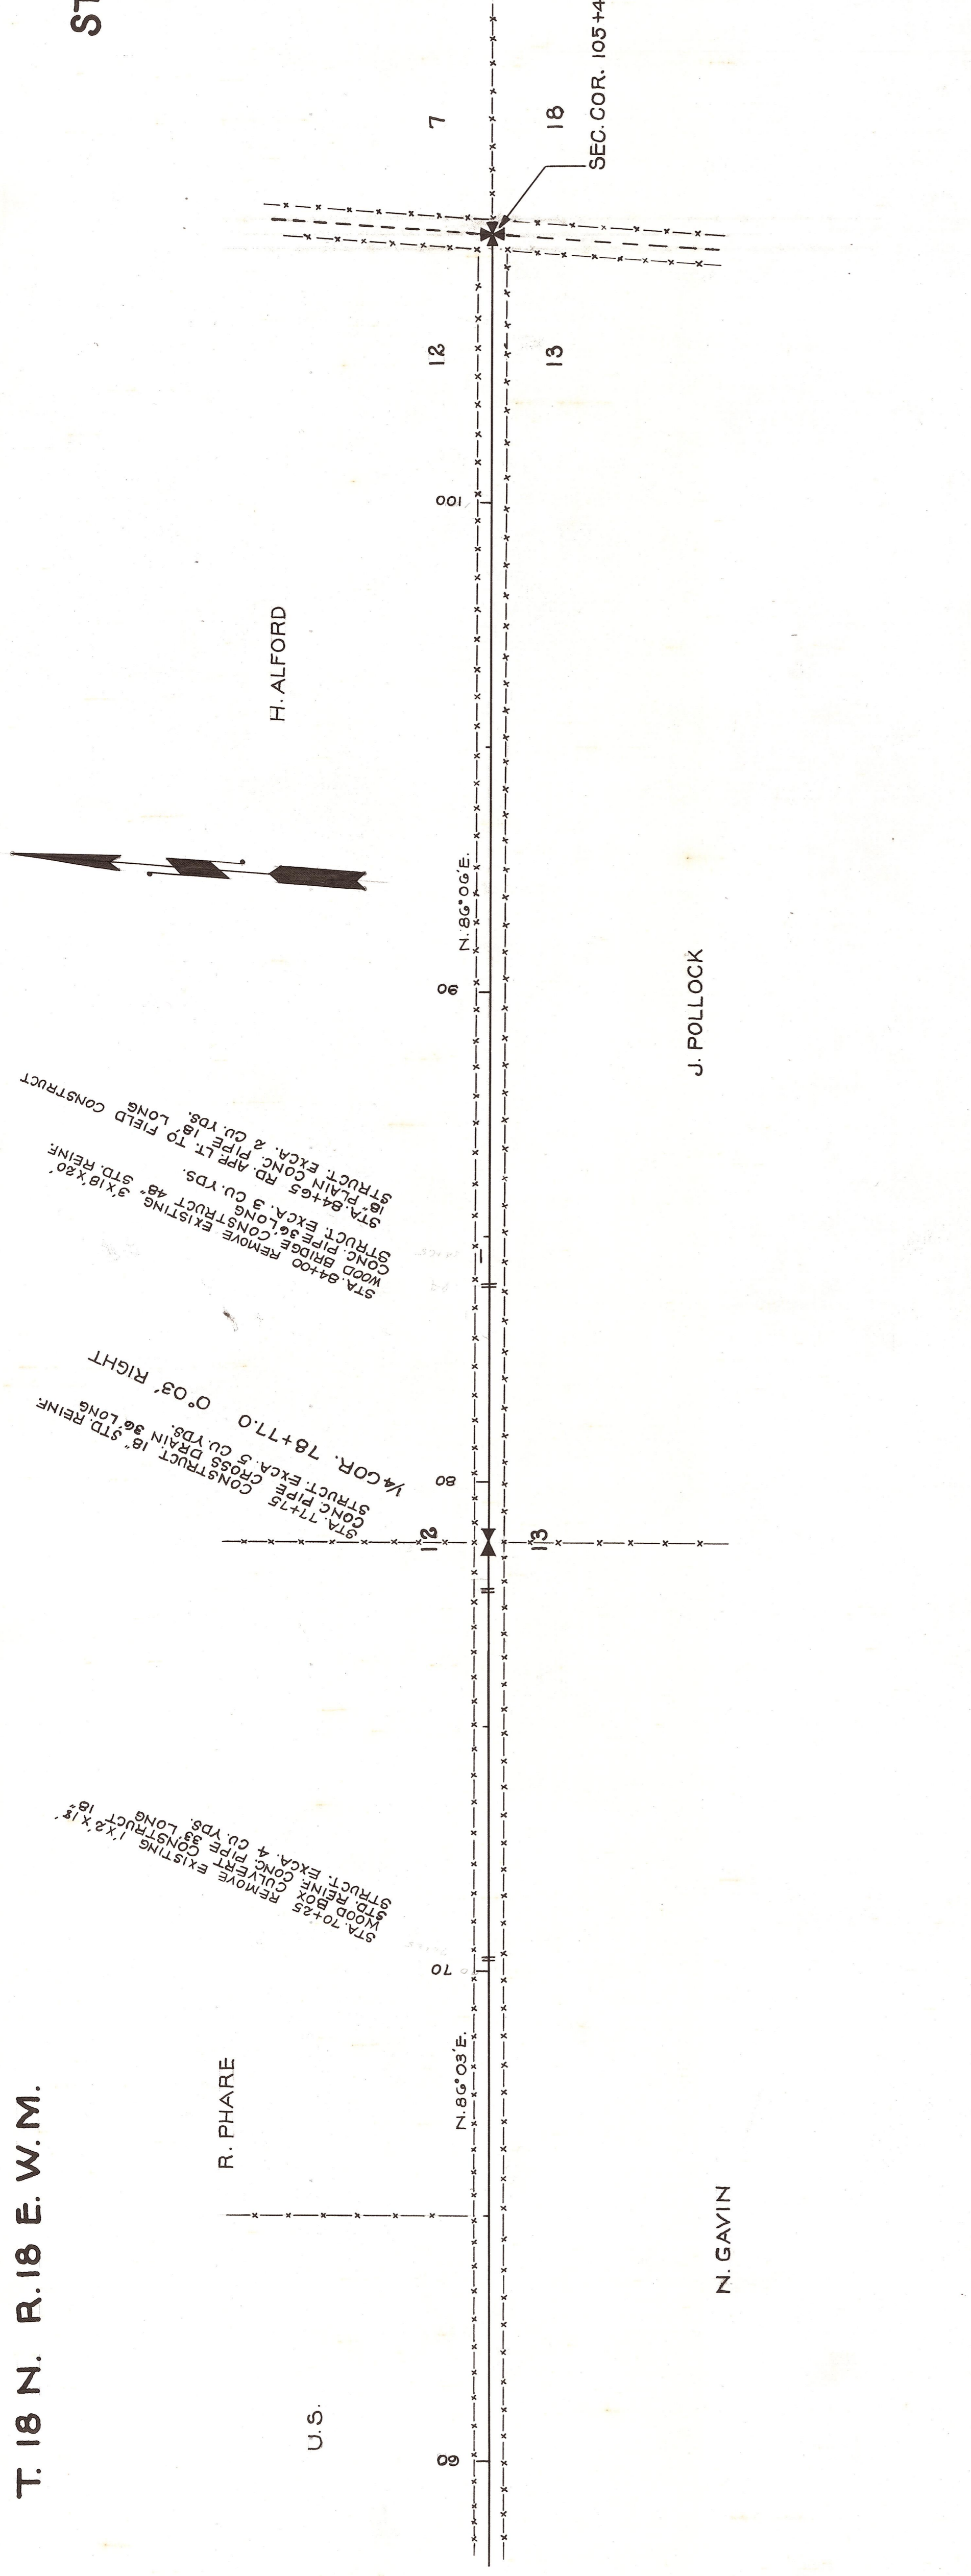 T. 18 N. R. 18 E. W. M.
ST
U.S.
R. PHARE
H. ALFORD
STA. 70+25 REMOVE EXISTING 1'X2'X18'
WOOD BOX CULVERT CONSTRUCT 18"
STD. REINF. CONC. PIPE 33' LONG
STRUCT. EXCA. 4 CU. YDS.
STA. 77+75 CONSTRUCT 18" STD. REINF.
CONC. PIPE CROSS DRAIN 36' LONG
STRUCT. EXCA. 5 CU. YDS.
1/4 COR. 78+77.0 0°03' RIGHT
STA. 84+00 REMOVE EXISTING 3'X18'X20'
WOOD BRIDGE CONSTRUCT 48" STD. REINF.
CONC. PIPE 36' LONG
STRUCT. EXCA. 3 CU. YDS.
STA. 84+65 RD. APP. LT. TO FIELD CONSTRUCT
18" PLAIN CONC. PIPE 18' LONG
STRUCT. EXCA. 2 CU. YDS.
12
12
7
N. 86°03'E.
N. 86°06'E.
60
70
80
90
100
13
13
18
SEC. COR. 105+4
N. GAVIN
J. POLLOCK